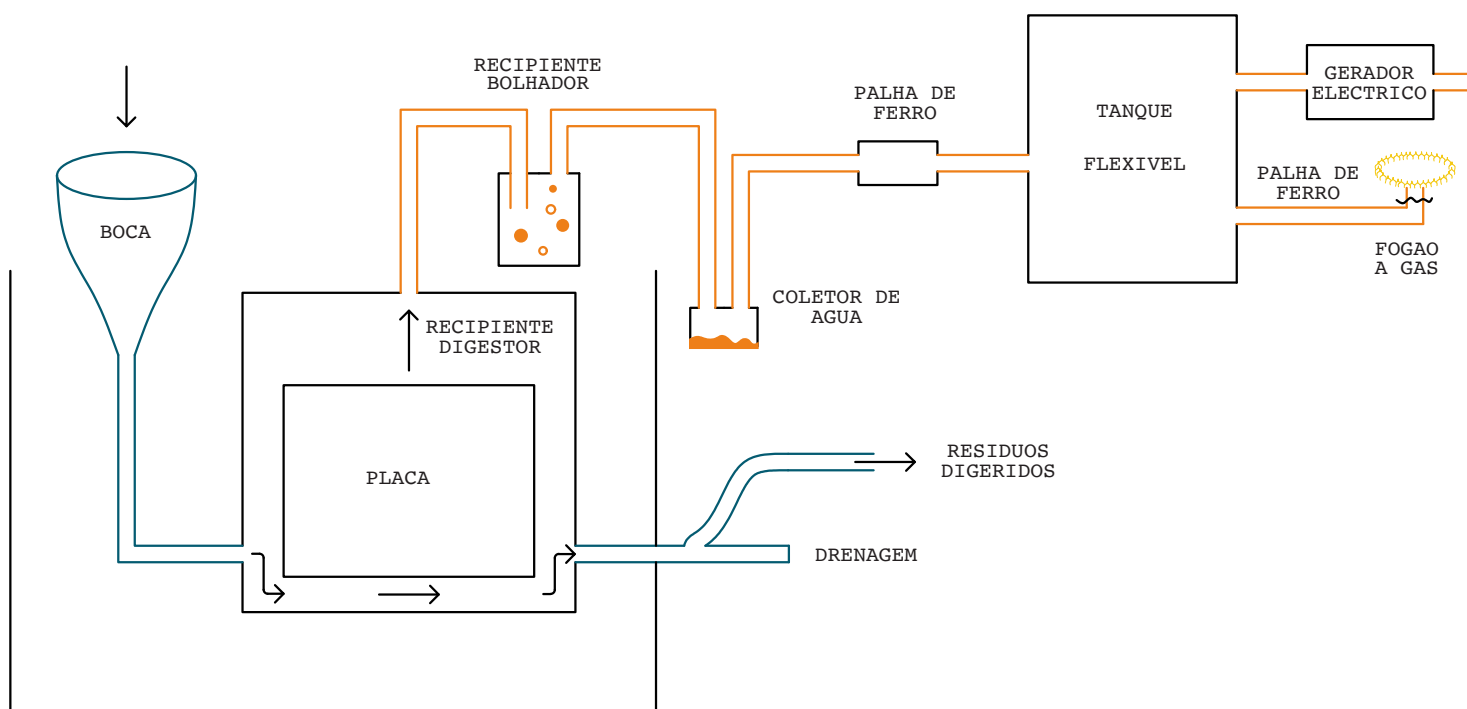 RECIPIENTE
BOLHADOR
PALHA DE
FERRO
TANQUE
FLEXIVEL
GERADOR
ELECTRICO
PALHA DE
FERRO
FOGAO
A GAS
BOCA
COLETOR DE
AGUA
RECIPIENTE
DIGESTOR
PLACA
RESIDUOS
DIGERIDOS
DRENAGEM